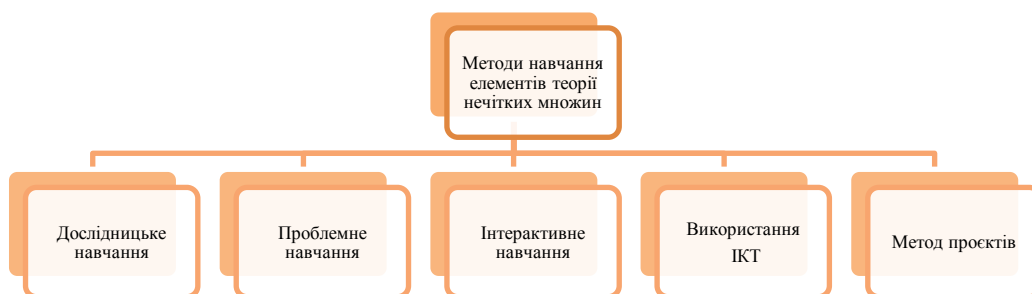 Методи навчання
елементів теорії
нечітких множин
Дослідницьке
навчання
Проблемне
навчання
Інтерактивне
навчання
Використання
ІКТ
Метод проєктів